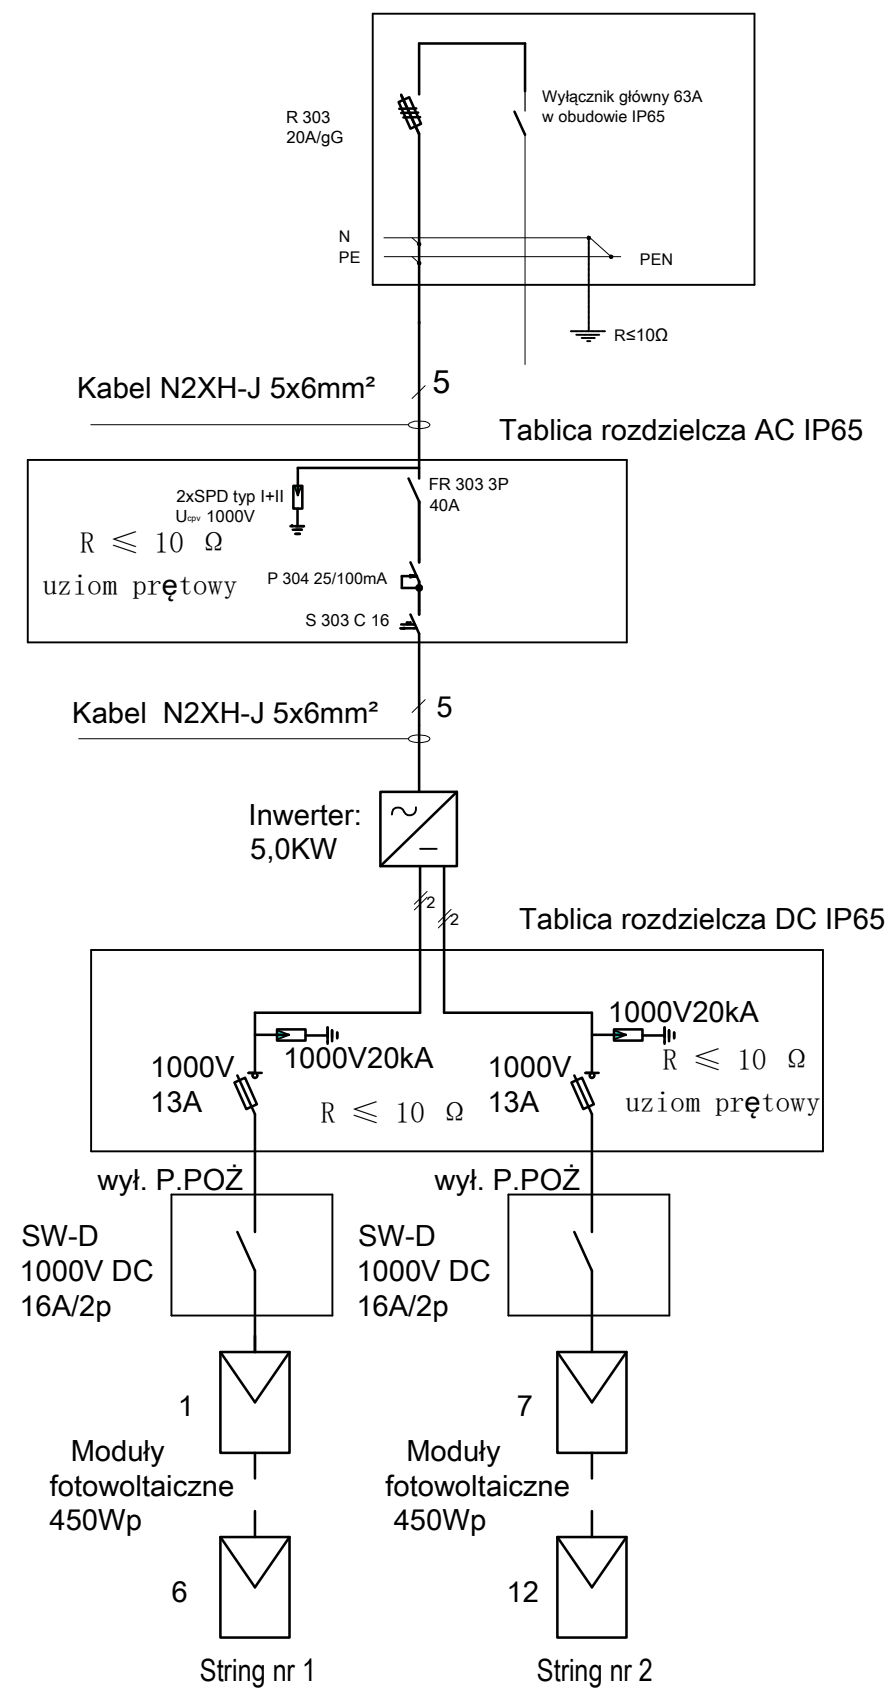 R 303
20A/gG
Wyłącznik główny 63A
w obudowie IP65
N
PE
PEN
R≤10Ω
Kabel N2XH-J 5x6mm²
5
Tablica rozdzielcza AC IP65
2xSPD typ I+II
Ucpv 1000V
FR 303 3P
40A
R ≤ 10 Ω
uziom prętowy
P 304 25/100mA
S 303 C 16
Kabel N2XH-J 5x6mm²
5
Inwerter:
5,0KW
2
2
Tablica rozdzielcza DC IP65
1000V20kA
1000V20kA
1000V
13A
R ≤ 10 Ω
1000V
13A
R ≤ 10 Ω
uziom prętowy
wył. P.POŻ
wył. P.POŻ
SW-D
1000V DC
16A/2p
SW-D
1000V DC
16A/2p
1
7
Moduły
fotowoltaiczne
450Wp
Moduły
fotowoltaiczne
450Wp
6
12
String nr 1
String nr 2